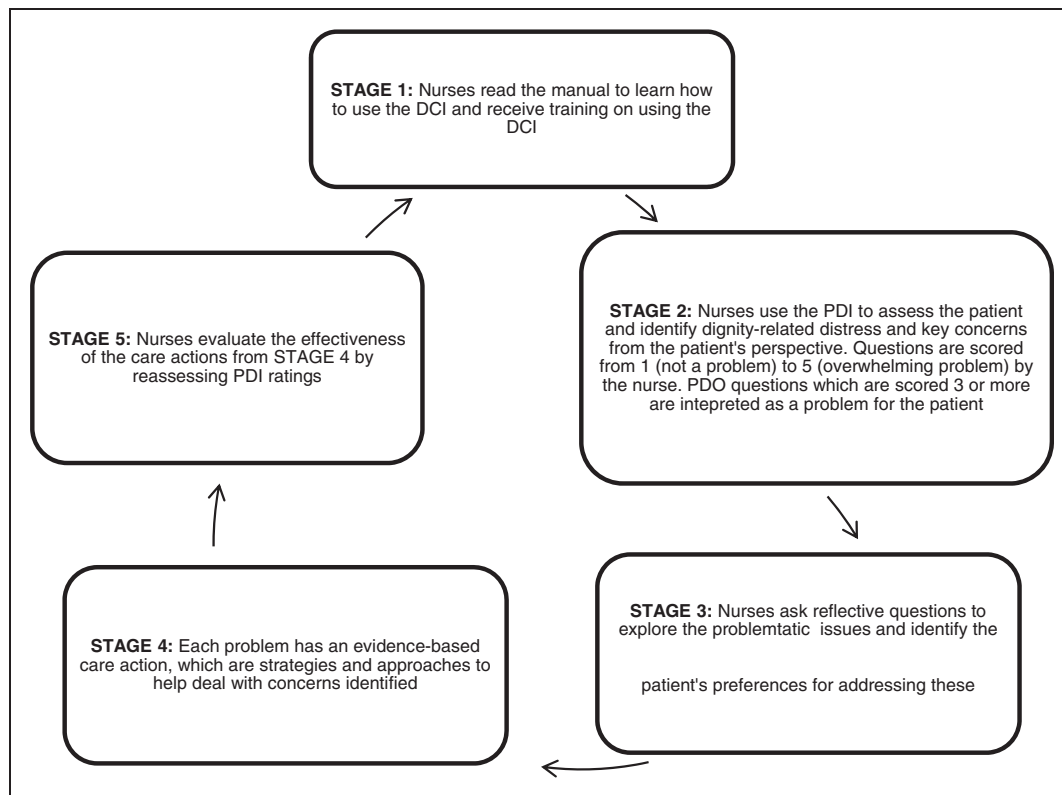 STAGE 1: Nurses read the manual to learn how
to use the DCI and receive training on using the
DCI
STAGE 2: Nurses use the PDI to assess the patient
and identify dignity-related distress and key concerns
from the patient's perspective. Questions are scored
from 1 (not a problem) to 5 (overwhelming problem) by
the nurse. PDO questions which are scored 3 or more
are intepreted as a problem for the patient
STAGE 3: Nurses ask reflective questions to
explore the problemtatic issues and identify the
patient's preferences for addressing these
STAGE 4: Each problem has an evidence-based
care action, which are strategies and approaches to
help deal with concerns identified
STAGE 5: Nurses evaluate the effectiveness
of the care actions from STAGE 4 by
reassessing PDI ratings